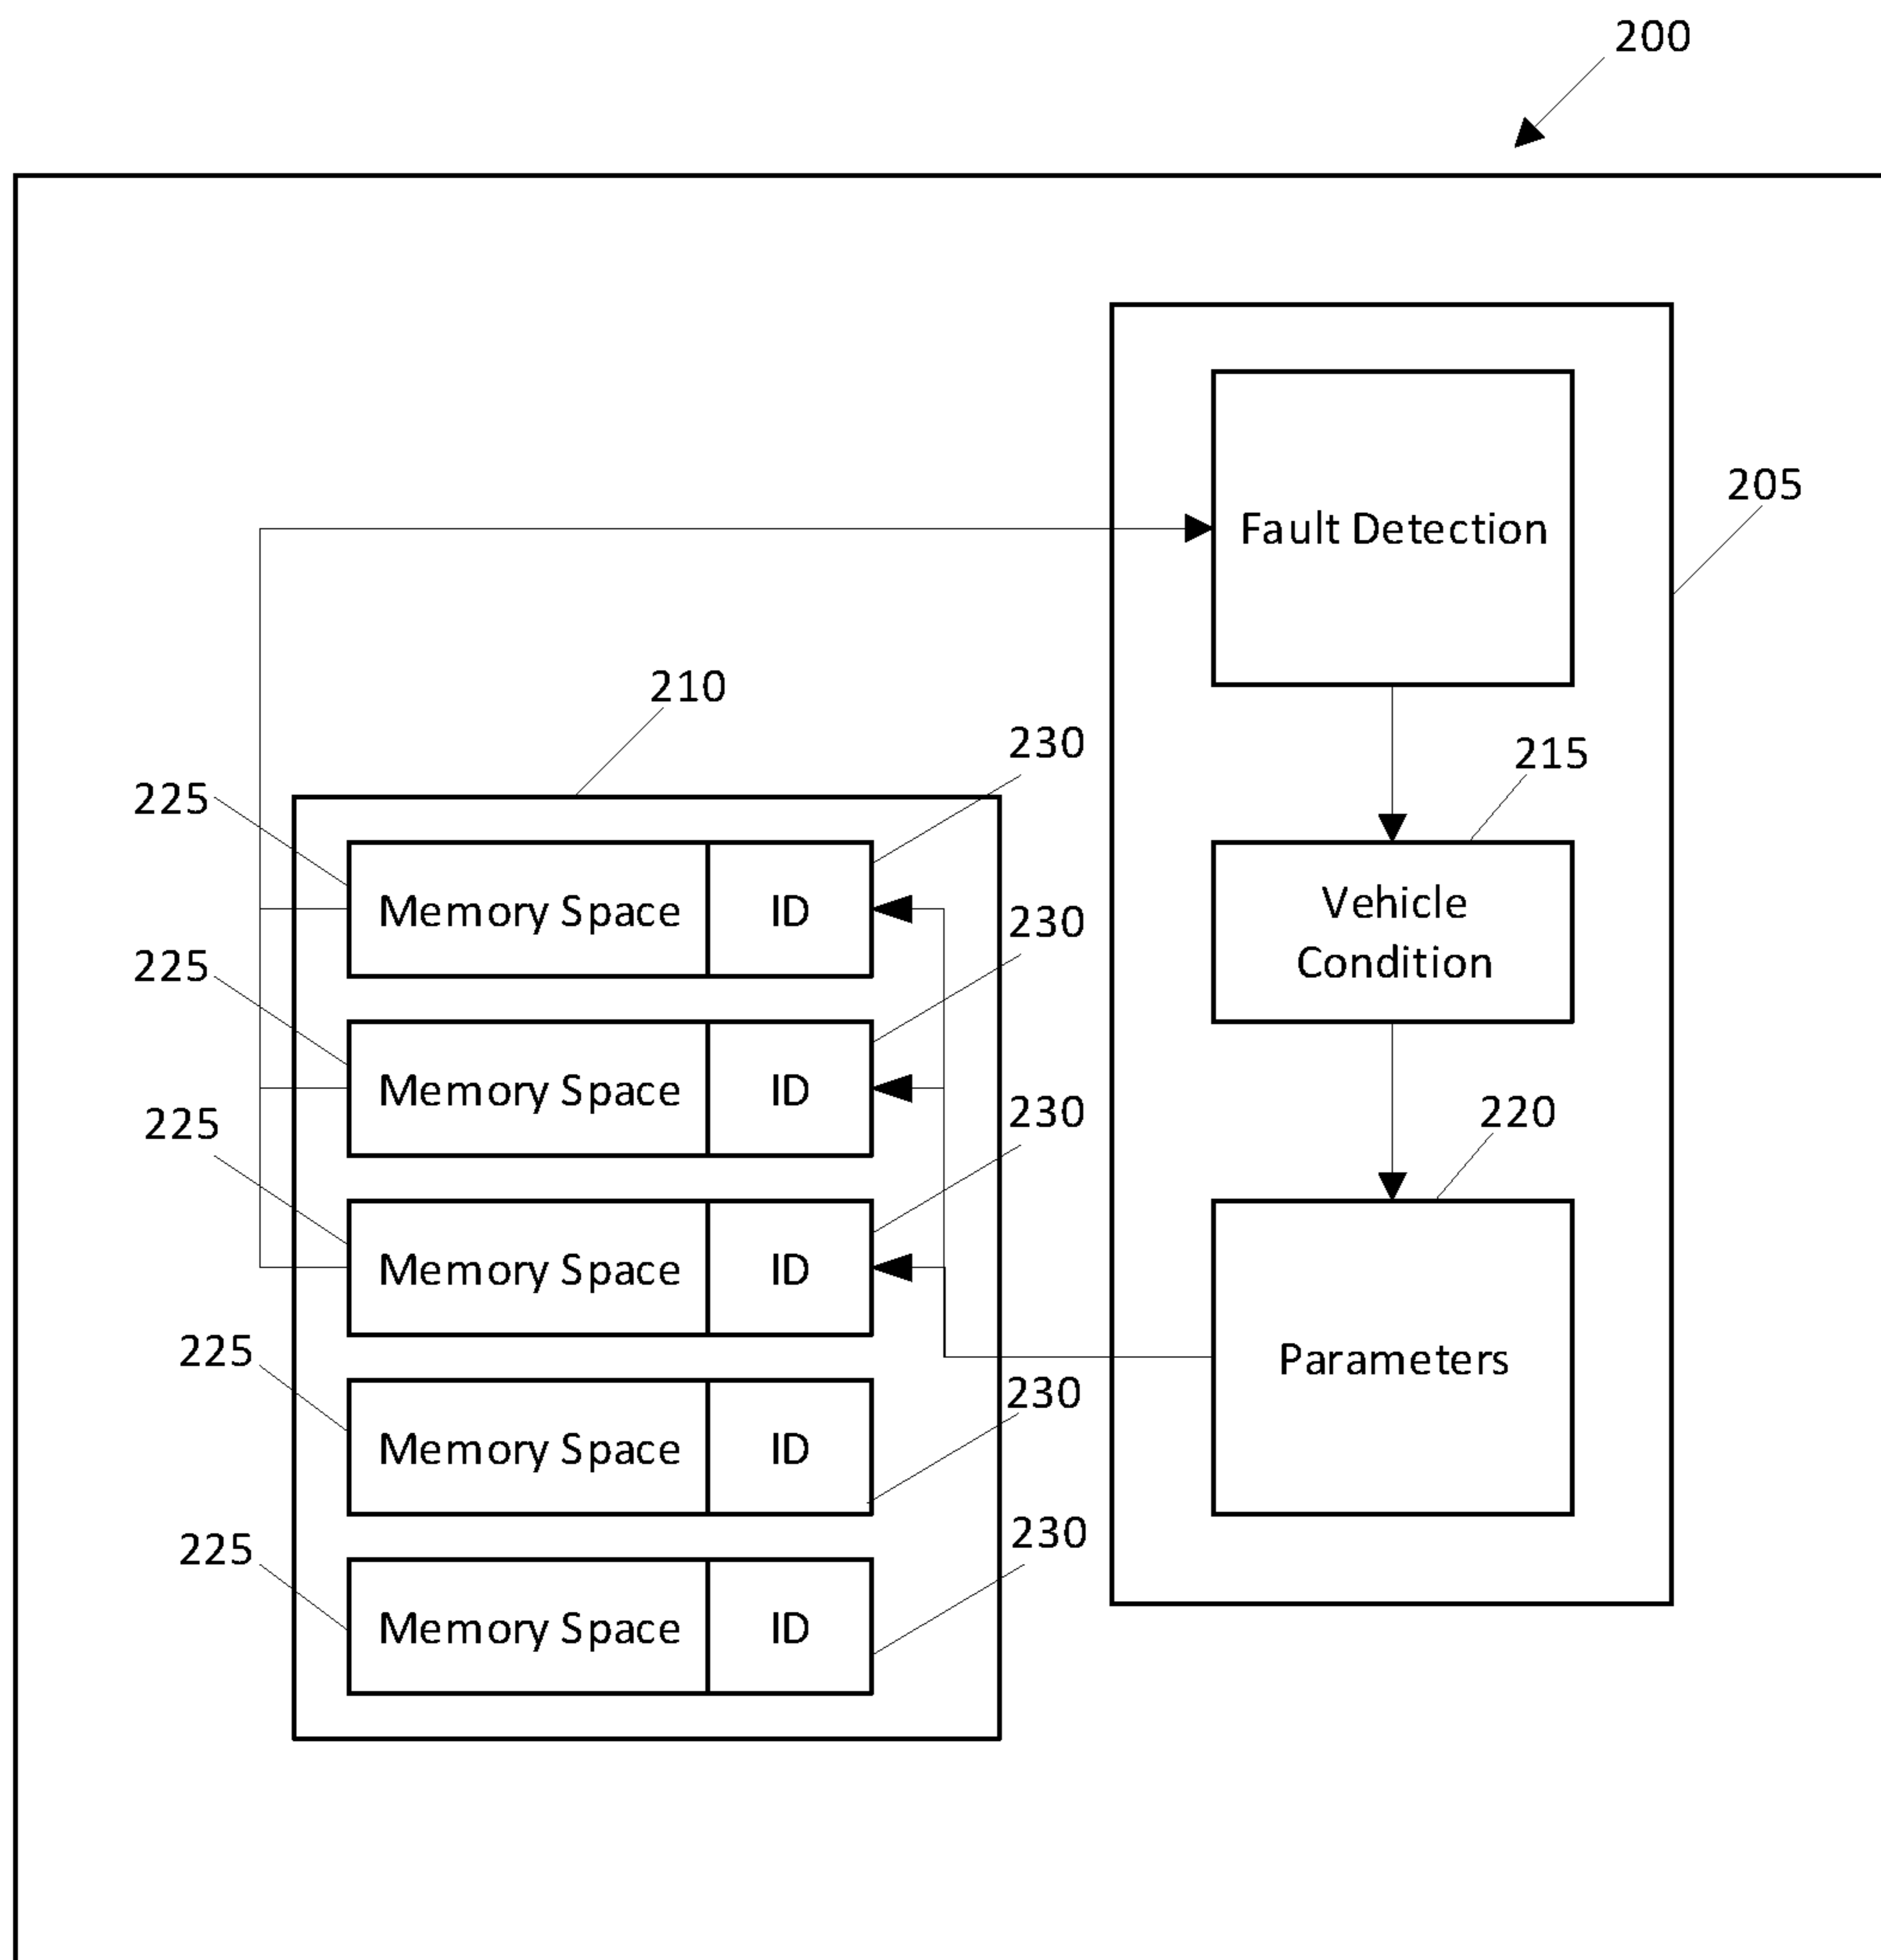 200
205
Fault Detection
210
230
215
225
Memory Space ID
Vehicle
Condition
230
225
Memory Space ID
230
220
225
Memory Space ID
225
Parameters
230
Memory Space ID
225
230
Memory Space ID